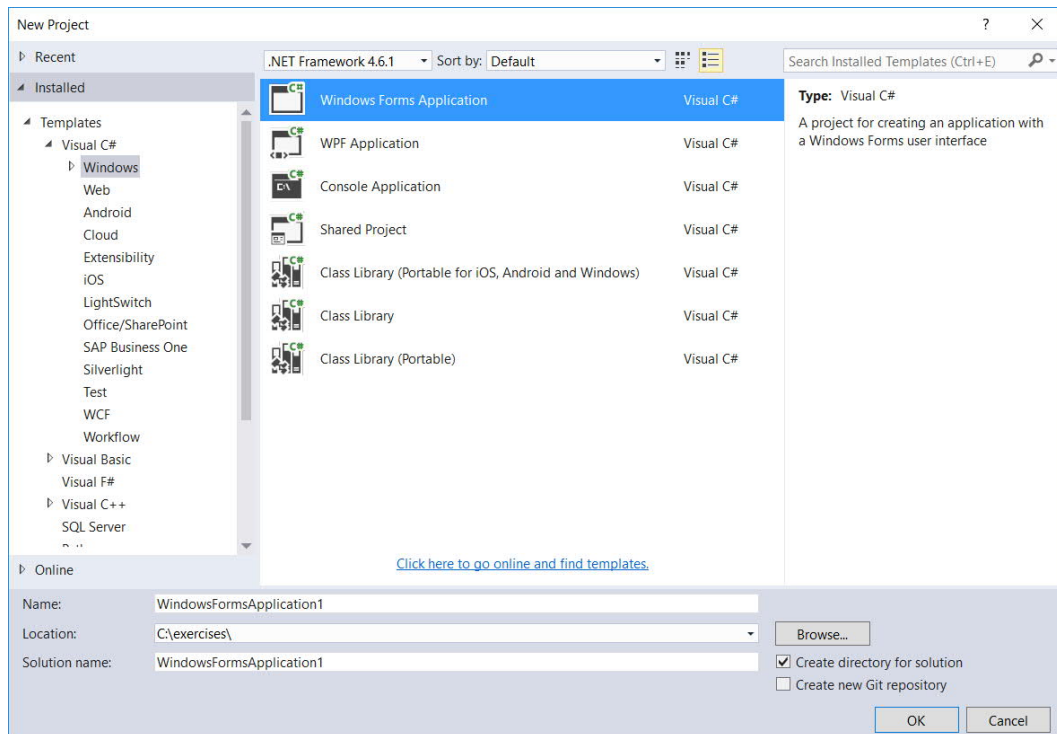 New Project
?
Recent
.NET Framework 4.6.1
Sort by: Default
Search Installed Templates (Ctrl+E)
Installed
Templates
Visual C#
Windows
Web
Android
Cloud
Extensibility
iOS
LightSwitch
Office/SharePoint
SAP Business One
Silverlight
Test
WCF
Workflow
Visual Basic
Visual F#
Visual C++
SQL Server
Online
Windows Forms Application Visual C#
WPF Application Visual C#
Console Application Visual C#
Shared Project Visual C#
Class Library (Portable for iOS, Android and Windows) Visual C#
Class Library Visual C#
Class Library (Portable) Visual C#
Click here to go online and find templates.
Type: Visual C#
A project for creating an application with
a Windows Forms user interface
Name: WindowsFormsApplication1
Location: C:\exercises\
Browse...
Solution name: WindowsFormsApplication1
Create directory for solution
Create new Git repository
OK Cancel